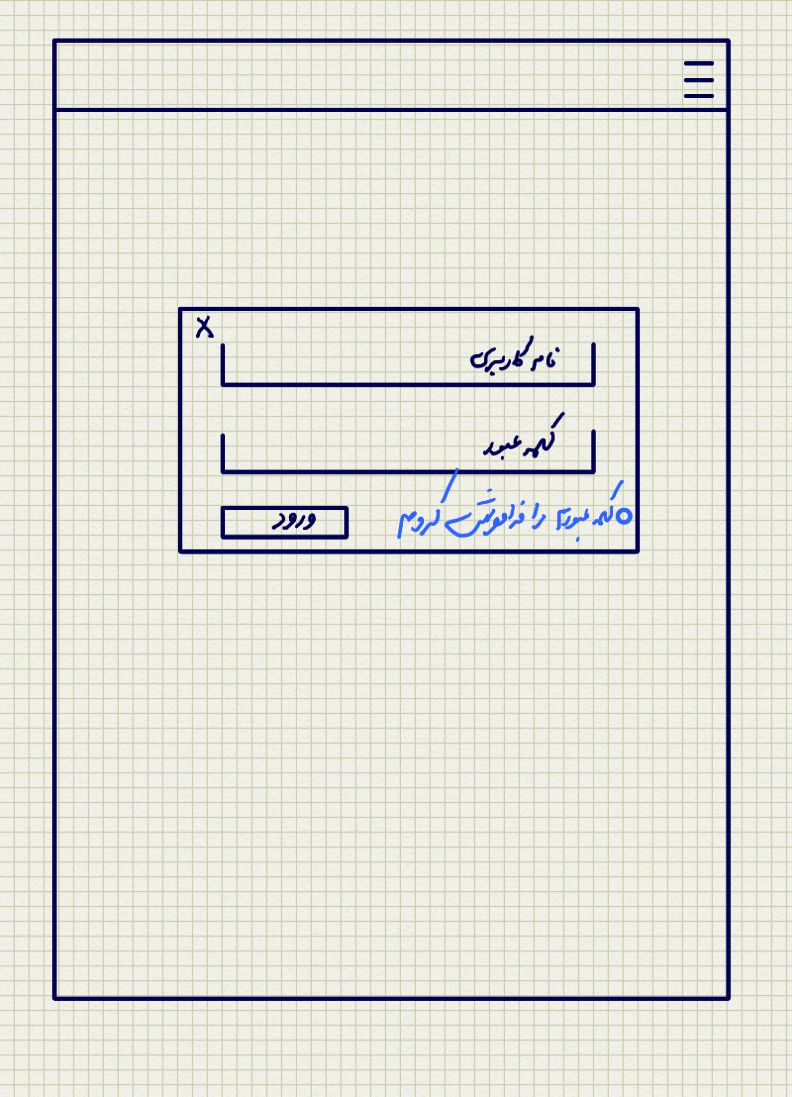 X
نام کاربری
کلمه عبور
کلمه عبورم را فراموش کردم
ورود